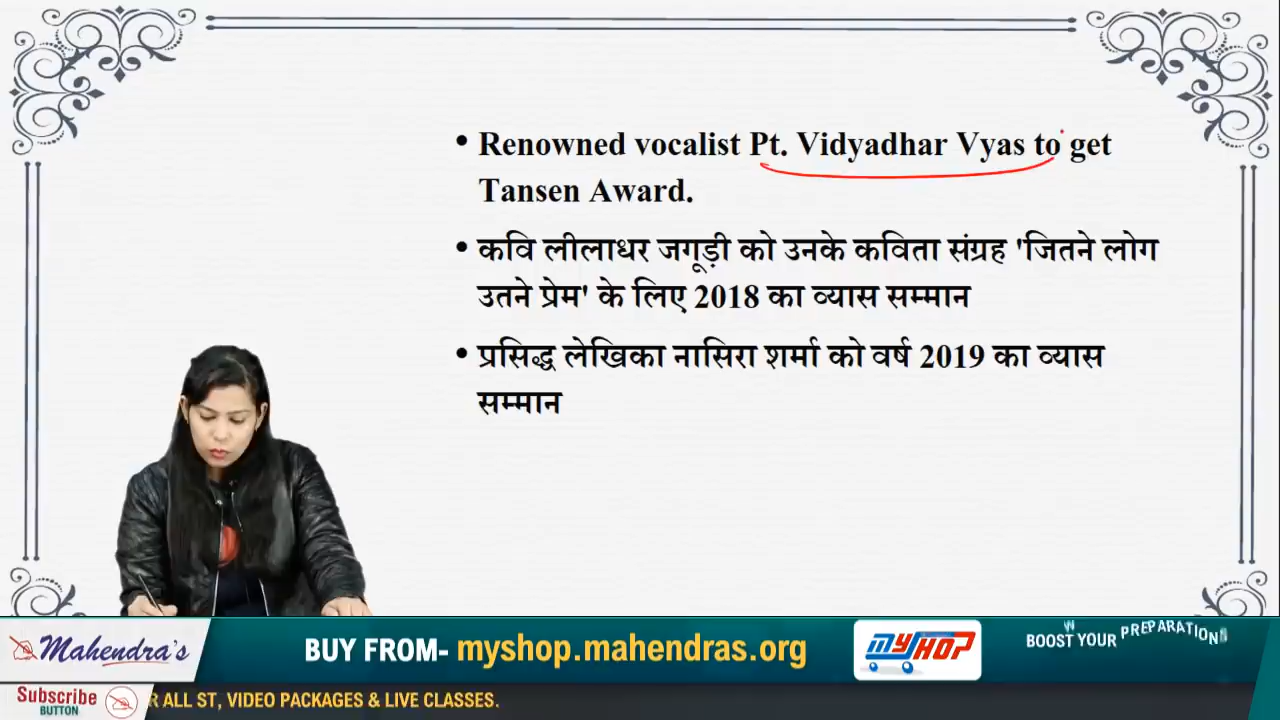 • Renowned vocalist Pt. Vidyadhar Vyas to get
Tansen Award.
• कवि लीलाधर जगूड़ी को उनके कविता संग्रह 'जितने लोग
उतने प्रेम' के लिए 2018 का व्यास सम्मान
• प्रसिद्ध लेखिका नासिरा शर्मा को वर्ष 2019 का व्यास
सम्मान
Mahendra's
BUY FROM- myshop.mahendras.org
MYSHOP
BOOST YOUR PREPARATION
Subscribe
BUTTON
R ALL ST, VIDEO PACKAGES & LIVE CLASSES.